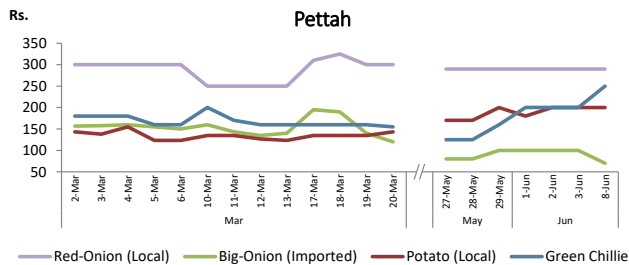 Rs.
Pettah
350
300
250
200
150
100
50
2-Mar
3-Mar
4-Mar
5-Mar
6-Mar
10-Mar
11-Mar
12-Mar
13-Mar
17-Mar
18-Mar
19-Mar
20-Mar
//
27-May
28-May
29-May
1-Jun
2-Jun
3-Jun
8-Jun
Mar May Jun
Red-Onion (Local) Big-Onion (Imported) Potato (Local) Green Chillie